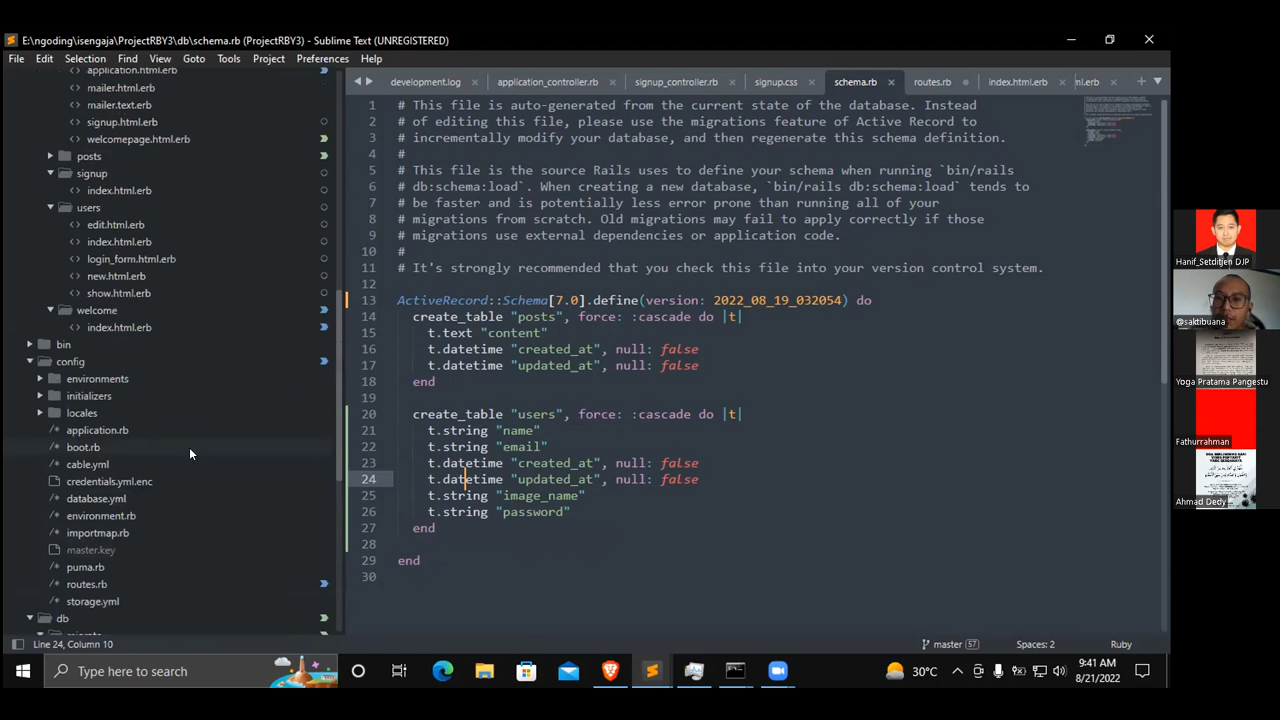 E:\ngoding\isengaja\ProjectRBY3\db\schema.rb (ProjectRBY3) - Sublime Text (UNREGISTERED)
File Edit Selection Find View Goto Tools Project Preferences Help
application.html.erb
mailer.html.erb
mailer.text.erb
signup.html.erb
welcomepage.html.erb
posts
signup
index.html.erb
users
edit.html.erb
index.html.erb
login_form.html.erb
new.html.erb
show.html.erb
welcome
index.html.erb
bin
config
environments
initializers
locales
application.rb
boot.rb
cable.yml
credentials.yml.enc
database.yml
environment.rb
importmap.rb
master.key
puma.rb
routes.rb
storage.yml
db
development.log application_controller.rb signup_controller.rb signup.css schema.rb routes.rb index.html.erb ml.erb
1 # This file is auto-generated from the current state of the database. Instead
2 # editing this file, please use the migrations feature of Active Record to
3 # incrementally modify your database, and then regenerate this schema definition.
4 #
5 # This file is the source Rails uses to define your schema when running `bin/rails
6 # db:schema:load`. When creating a new database, `bin/rails db:schema:load` tends to
7 # be faster and is potentially less error prone than running all of your
8 # migrations from scratch. Old migrations may fail to apply correctly if those
9 # migrations use external dependencies or application code.
10 #
11 # It's strongly recommended that you check this file into your version control system.
12
13 ActiveRecord::Schema[7.0].define(version: 2022_08_19_032054) do
14 create_table "posts", force: :cascade do |t|
15 t.text "content"
16 t.datetime "created_at", null: false
17 t.datetime "updated_at", null: false
18 end
19
20 create_table "users", force: :cascade do |t|
21 t.string "name"
22 t.string "email"
23 t.datetime "created_at", null: false
24 t.datetime "updated_at", null: false
25 t.string "image_name"
26 t.string "password"
27 end
28
29 end
30
Line 24, Column 10 master 57 Spaces: 2 Ruby
Type here to search
30°C
9:41 AM
8/21/2022
Hanif_Setditjen DJP
@saktibuana
Yoga Pratama Pangestu
Fathurrahman
Ahmad Dedy